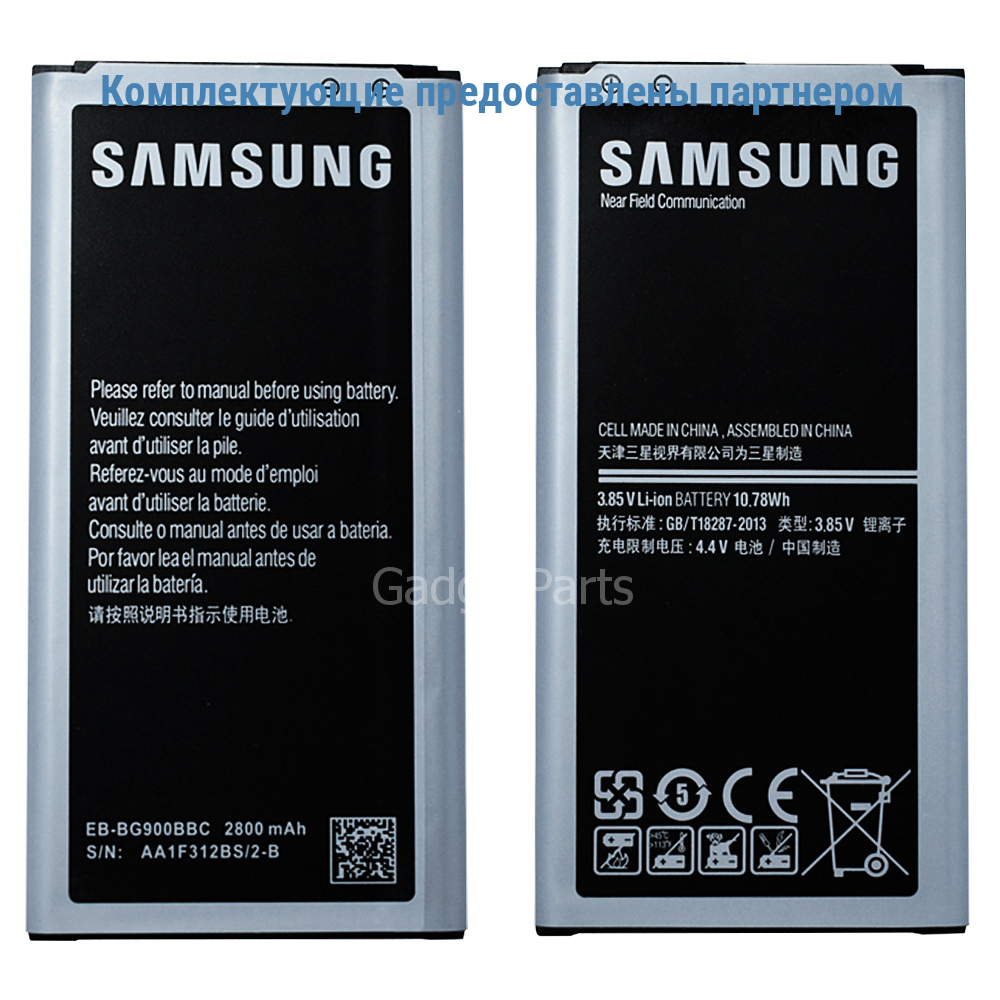 Комплектующие предоставлены партнером
SAMSUNG
Please refer to manual before using battery.
Veuillez consulter le guide d'utilisation
avant d'utiliser la pile.
Referez-vous au mode d'emploi
avant d'utiliser la batterie.
Consulte o manual antes de usar a bateria.
Por favor lea el manual antes de
utilizar la batería.
请按照说明书指示使用电池.
EB-BG900BBC 2800 mAh
S/N: AA1F312BS/2-B
SAMSUNG
Near Field Communication
CELL MADE IN CHINA , ASSEMBLED IN CHINA
天津三星视界有限公司为三星制造
3.85 V Li-ion BATTERY 10.78Wh
执行标准: GB/T18287-2013 类型: 3.85 V 锂离子
充电限制电压: 4.4 V 电池 / 中国制造
5 CE
+45°C
+113°F
Parts